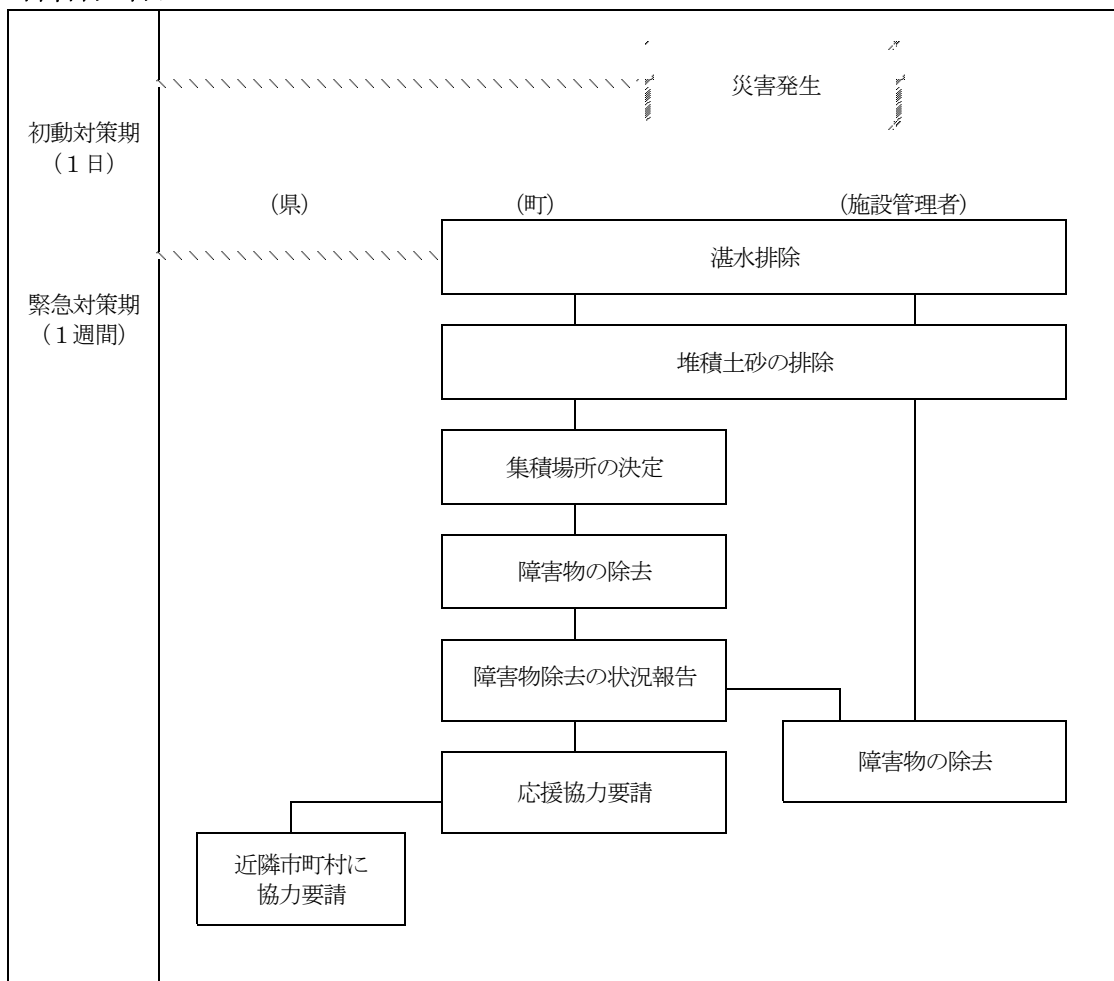 災害発生
初動対策期
(1日)
(県) (町) (施設管理者)
湛水排除
緊急対策期
(1週間)
堆積土砂の排除
集積場所の決定
障害物の除去
障害物除去の状況報告
障害物の除去
応援協力要請
近隣市町村に
協力要請